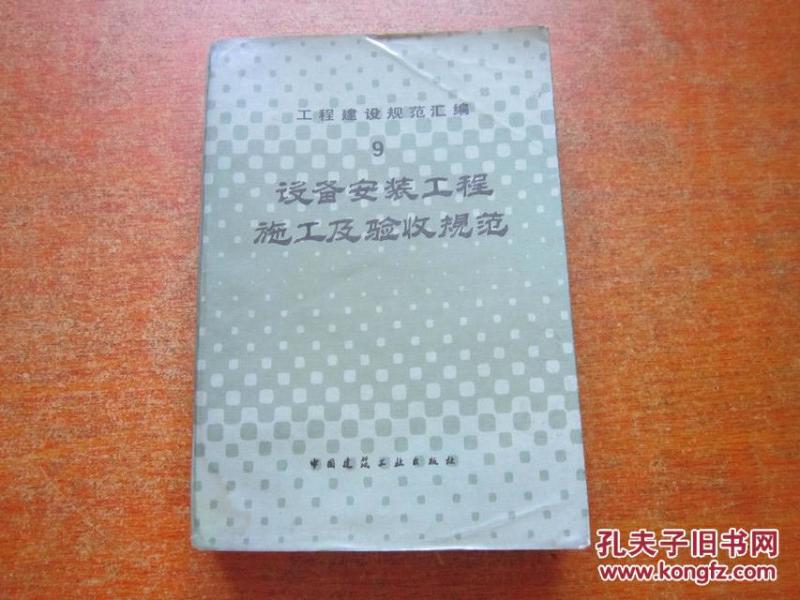 工程建设规范汇编
9
设备安装工程
施工及验收规范
中国建筑工业出版社
孔夫子旧书网
www.kongfz.com